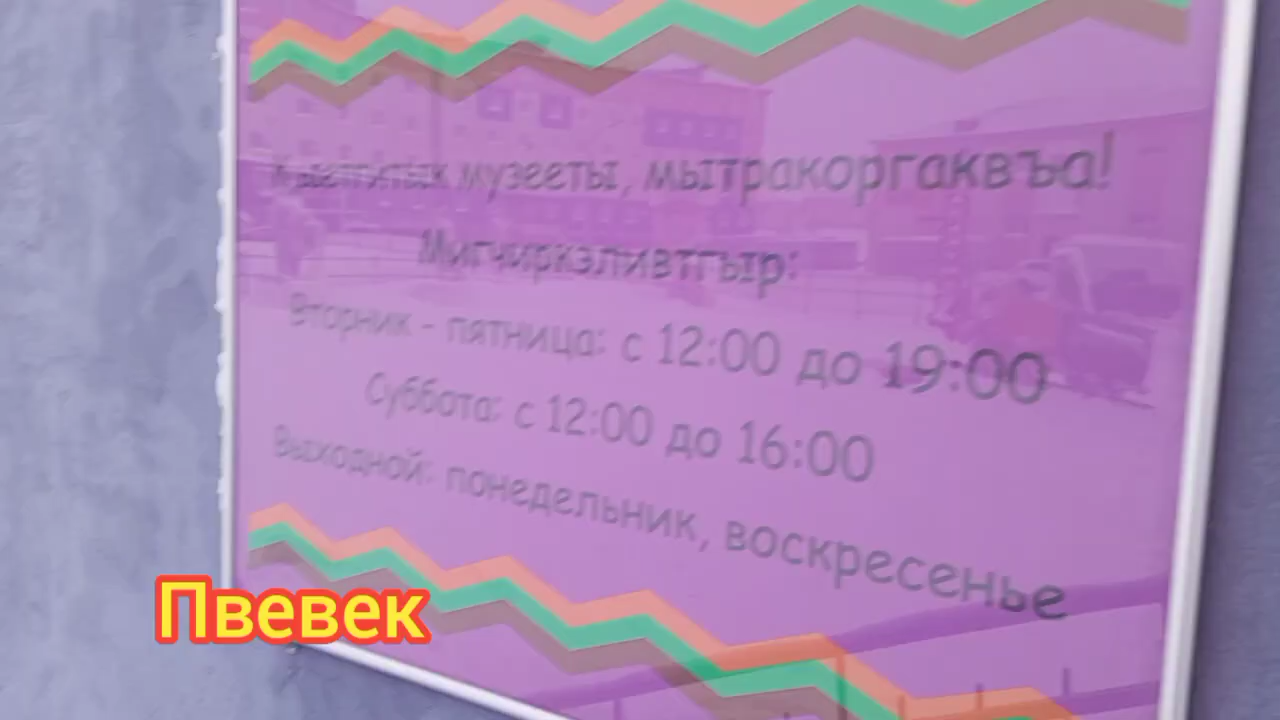 музееты, мытракоргаквъа!
Мигчиркэливтгыр:
Вторник - пятница: с 12:00 до 19:00
Суббота: с 12:00 до 16:00
Выходной: понедельник, воскресенье
Пвевек